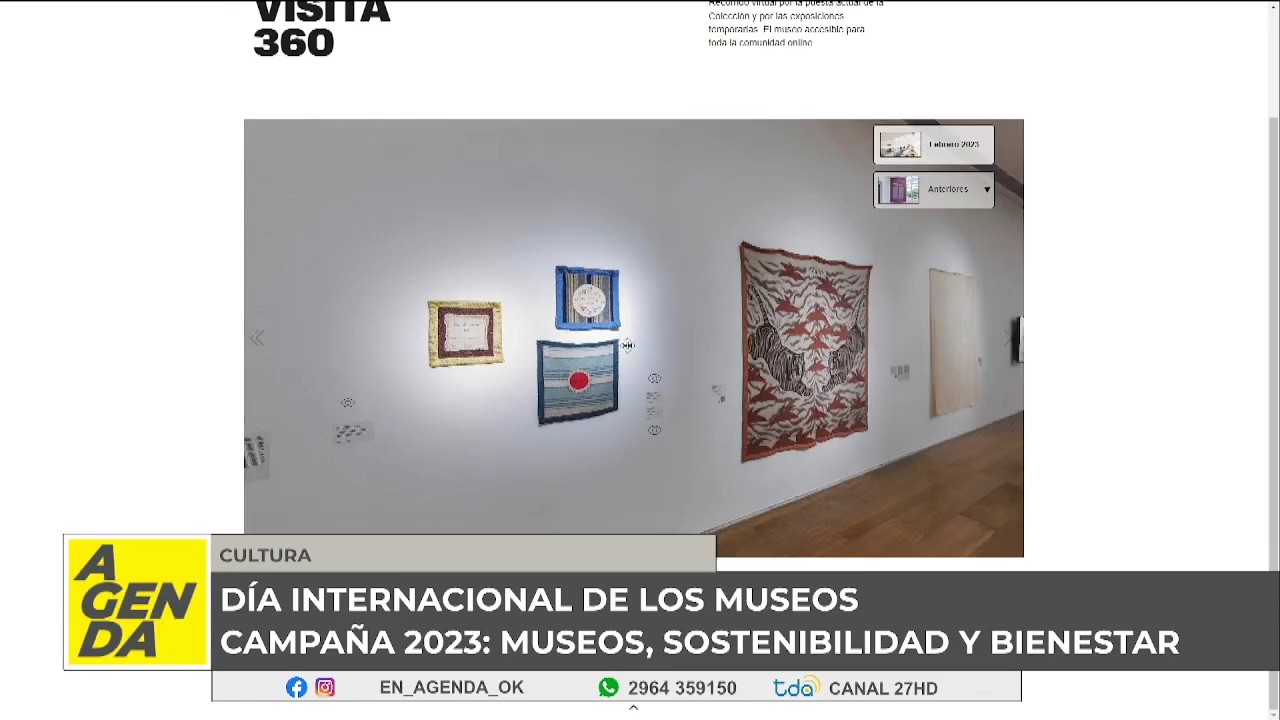 VISITA
360
Recorrido virtual por la puesta actual de la
Colección y por las exposiciones
temporarias. El museo accesible para
toda la comunidad online
Febrero 2023
Anteriores
A
GEN
DA
CULTURA
DÍA INTERNACIONAL DE LOS MUSEOS
CAMPAÑA 2023: MUSEOS, SOSTENIBILIDAD Y BIENESTAR
EN_AGENDA_OK
2964 359150
tda
CANAL 27HD